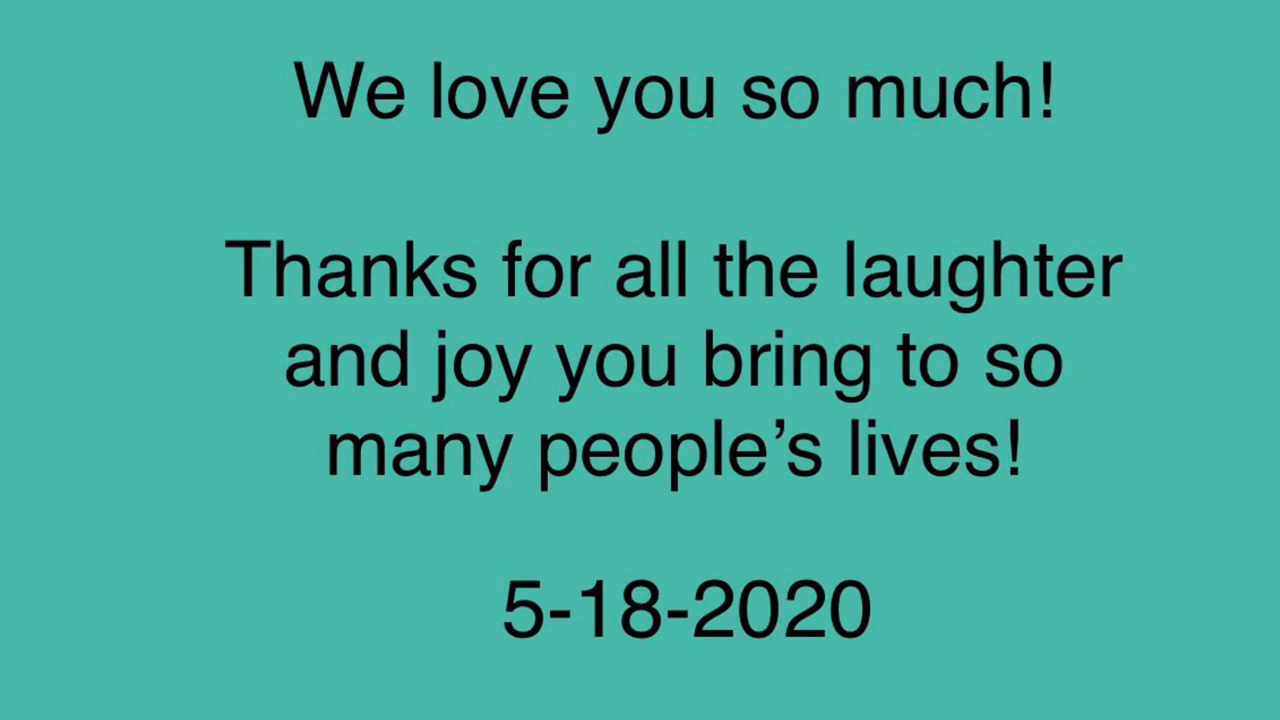 We love you so much!
Thanks for all the laughter
and joy you bring to so
many people’s lives!
5-18-2020